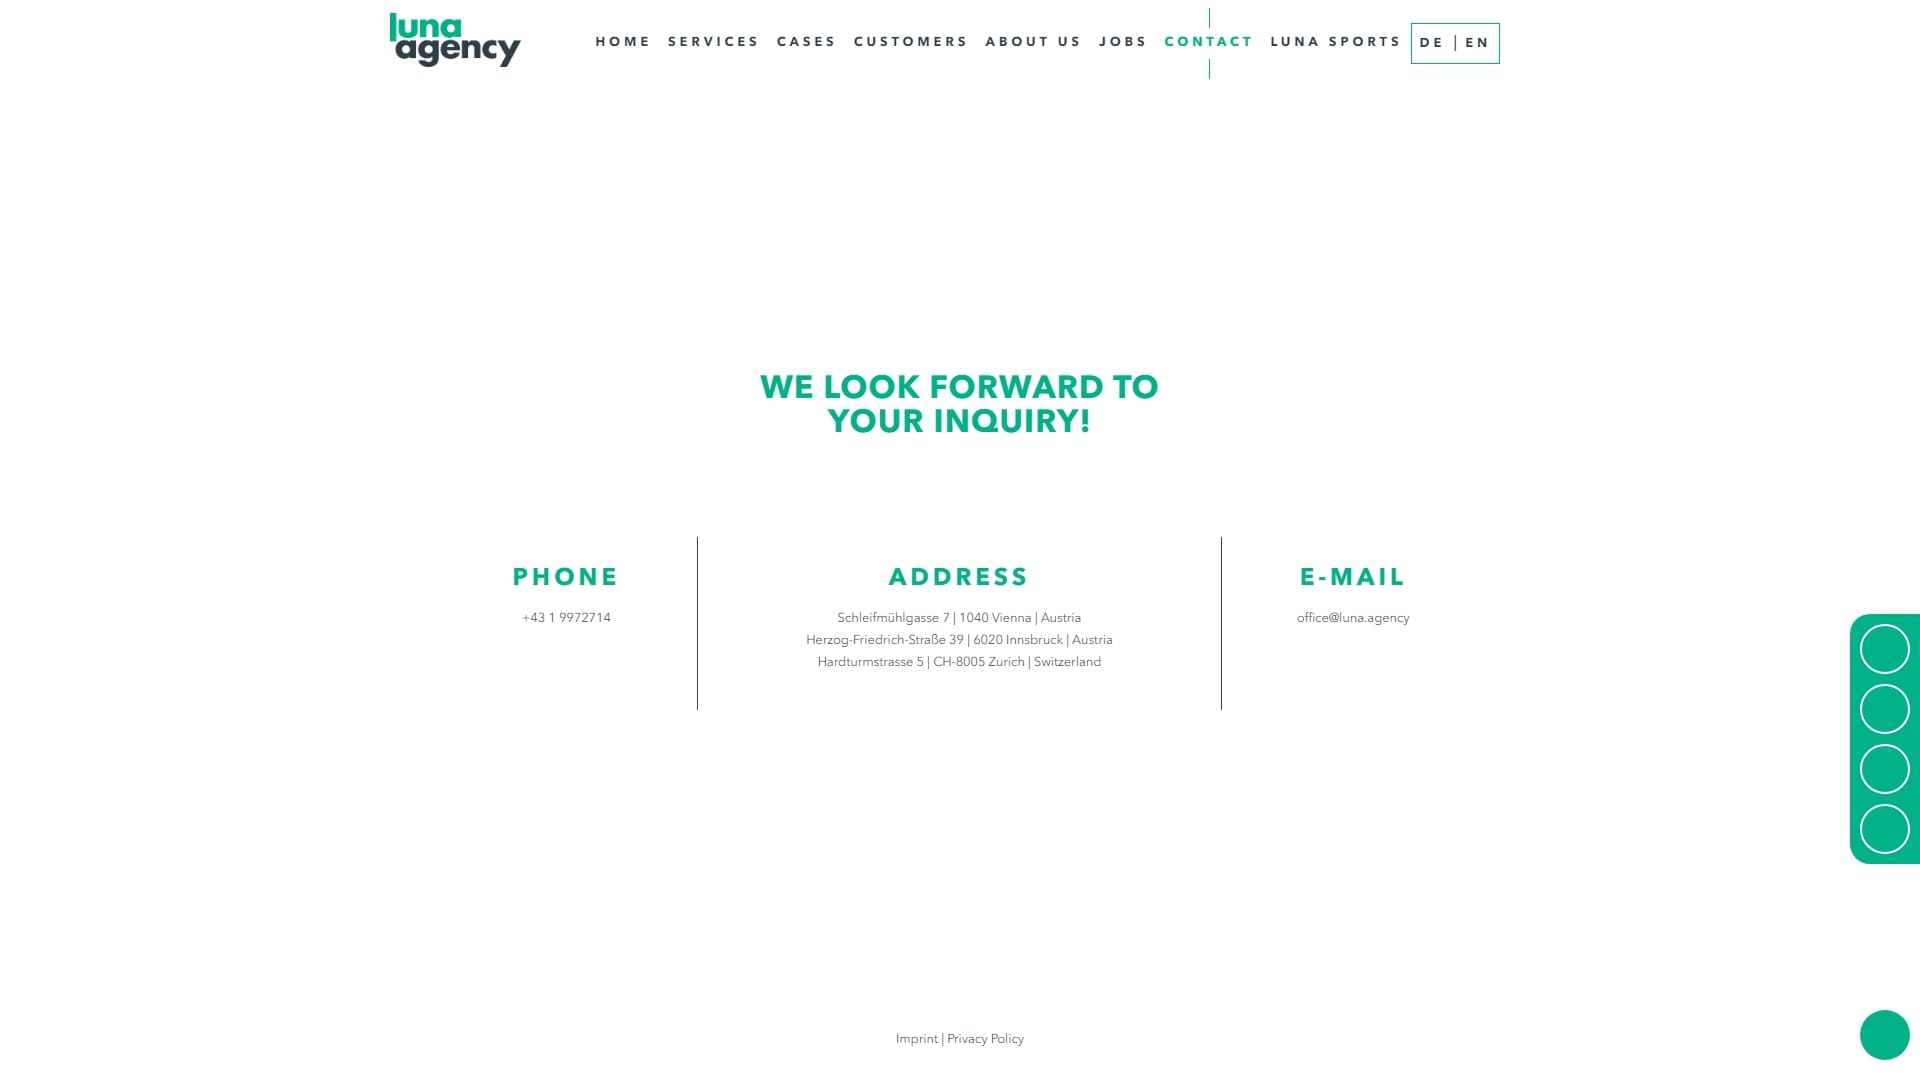 luna
agency
HOME SERVICES CASES CUSTOMERS ABOUT US JOBS CONTACT LUNA SPORTS DE | EN
WE LOOK FORWARD TO
YOUR INQUIRY!
PHONE
+43 1 9972714
ADDRESS
Schleifmühlgasse 7 | 1040 Vienna | Austria
Herzog-Friedrich-Straße 39 | 6020 Innsbruck | Austria
Hardturmstrasse 5 | CH-8005 Zurich | Switzerland
E-MAIL
office@luna.agency
Imprint | Privacy Policy